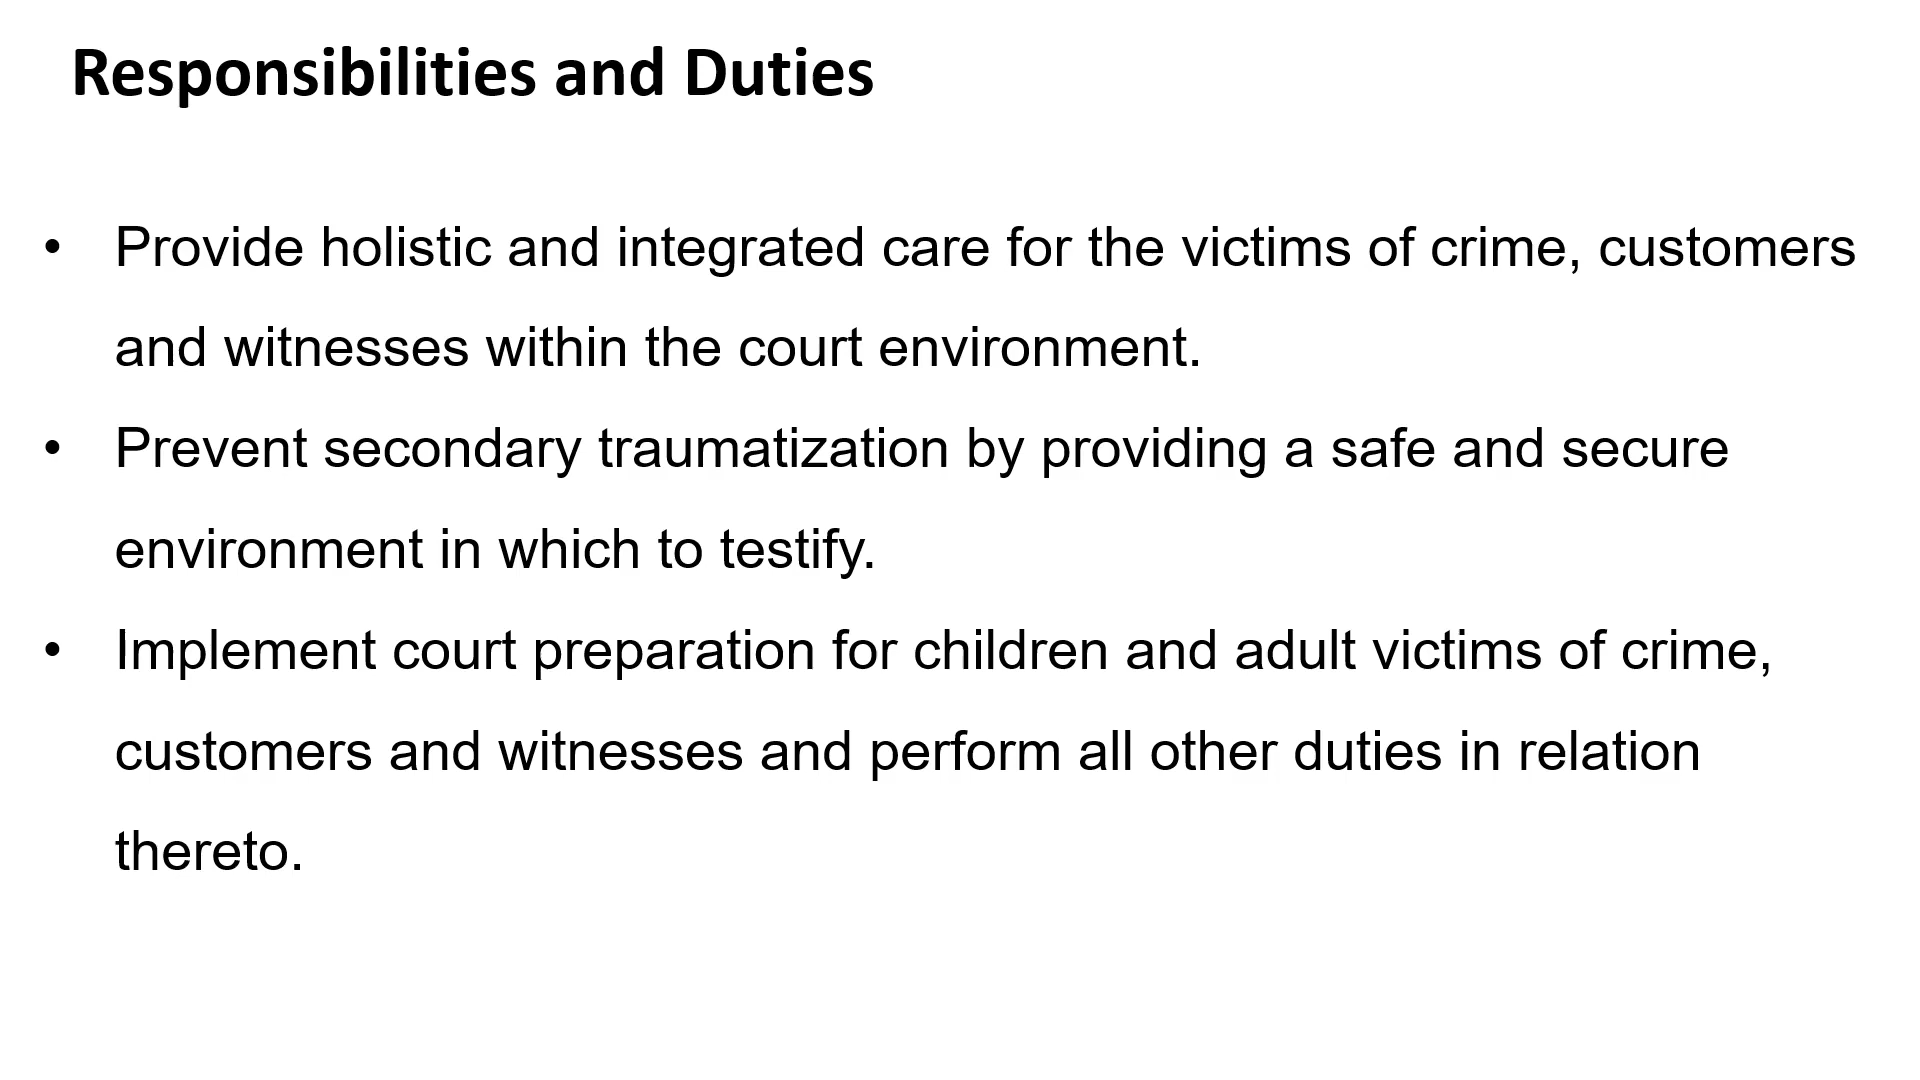 Responsibilities and Duties
• Provide holistic and integrated care for the victims of crime, customers
and witnesses within the court environment.
• Prevent secondary traumatization by providing a safe and secure
environment in which to testify.
• Implement court preparation for children and adult victims of crime,
customers and witnesses and perform all other duties in relation
thereto.